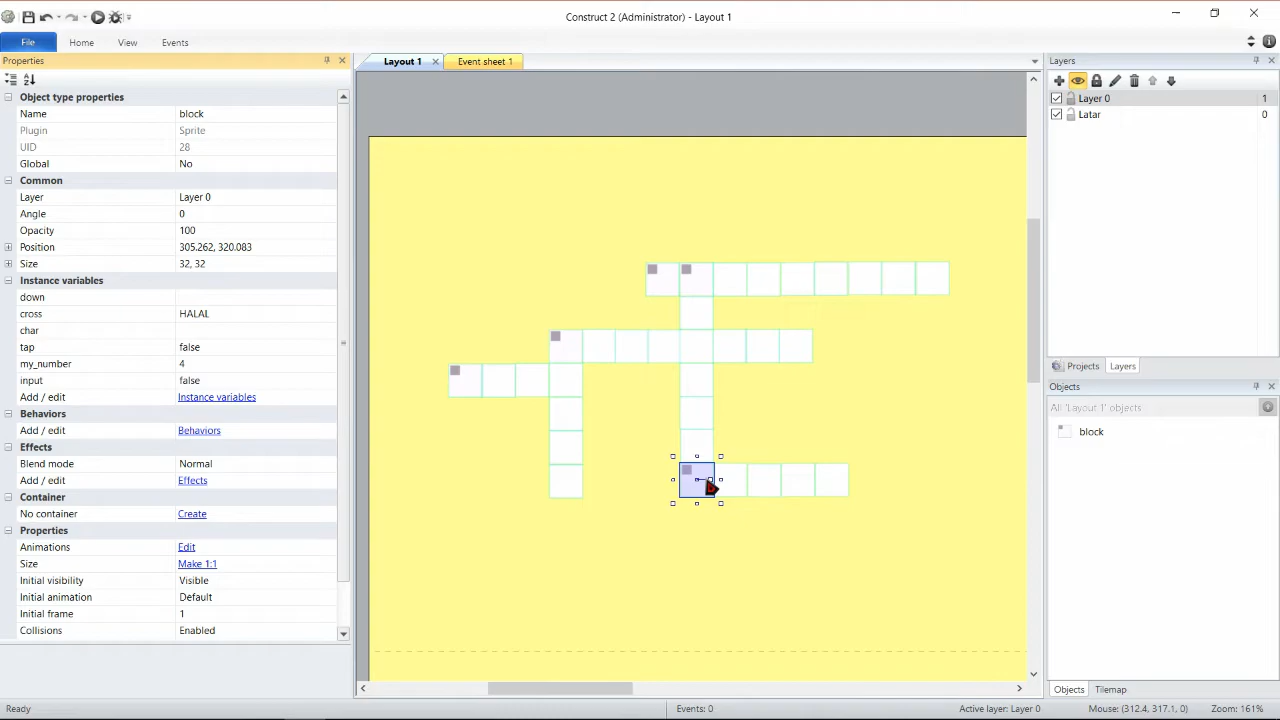 Construct 2 (Administrator) - Layout 1
File Home View Events
Properties
Object type properties
Name block
Plugin Sprite
UID 28
Global No
Common
Layer Layer 0
Angle 0
Opacity 100
Position 305.262, 320.083
Size 32, 32
Instance variables
down
cross HALAL
char
tap false
my_number 4
input false
Add / edit Instance variables
Behaviors
Add / edit Behaviors
Effects
Blend mode Normal
Add / edit Effects
Container
No container Create
Properties
Animations Edit
Size Make 1:1
Initial visibility Visible
Initial animation Default
Initial frame 1
Collisions Enabled
Layout 1 Event sheet 1
Layers
Layer 0 1
Latar 0
Projects Layers
Objects
All 'Layout 1' objects
block
Objects Tilemap
Ready Events: 0 Active layer: Layer 0 Mouse: (312.4, 317.1, 0) Zoom: 161%